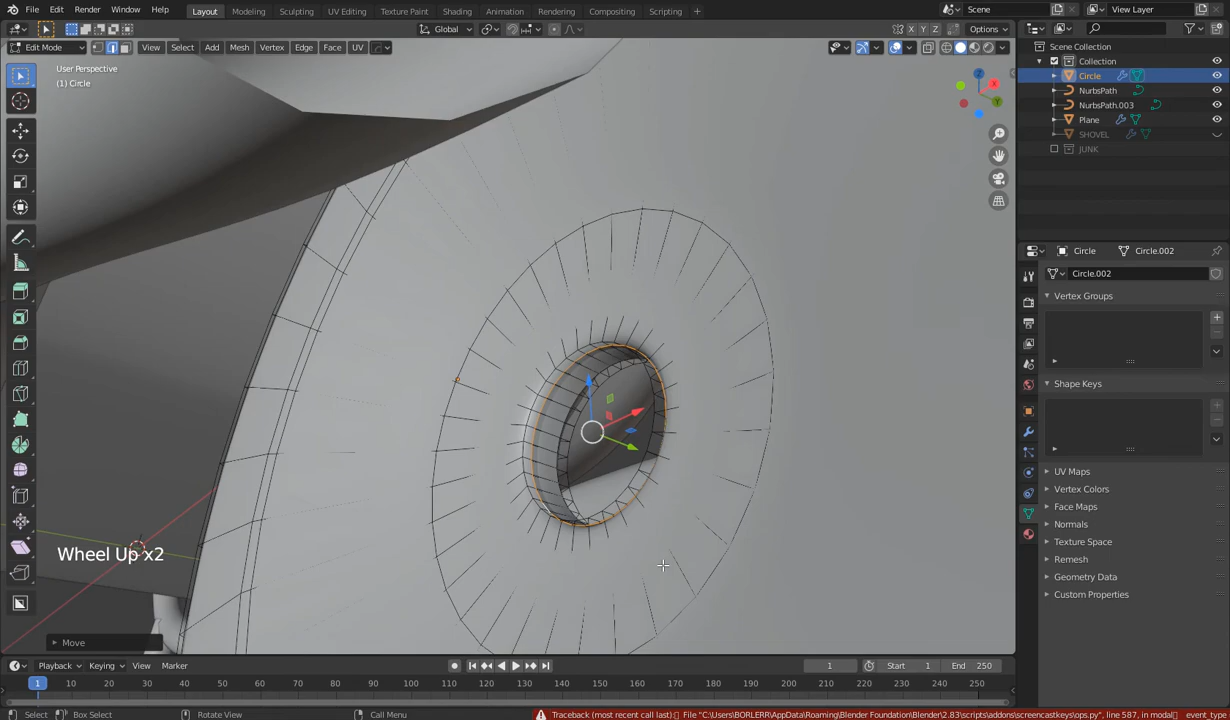 File Edit Render Window Help Layout Modeling Sculpting UV Editing Texture Paint Shading Animation Rendering Compositing Scripting + Scene View Layer
Global Options X Y Z
Edit Mode View Select Add Mesh Vertex Edge Face UV
User Perspective
(1) Circle
Scene Collection
Collection
Circle
NurbsPath
NurbsPath.003
Plane
SHOVEL
JUNK
Circle Circle.002
Circle.002
Vertex Groups
Shape Keys
UV Maps
Vertex Colors
Face Maps
Normals
Texture Space
Remesh
Geometry Data
Custom Properties
Wheel Up x2
Move
Playback Keying View Marker 1 Start 1 End 250
1 10 20 30 40 50 60 70 80 90 100 110 120 130 140 150 160 170 180 190 200 210 220 230 240 250
Select Box Select Rotate View Call Menu Traceback (most recent call last): File "C:\Users\BORLERR\AppData\Roaming\Blender Foundation\Blender\2.83\scripts\addons\screencastkeys\ops.py", line 587, in modal event_type